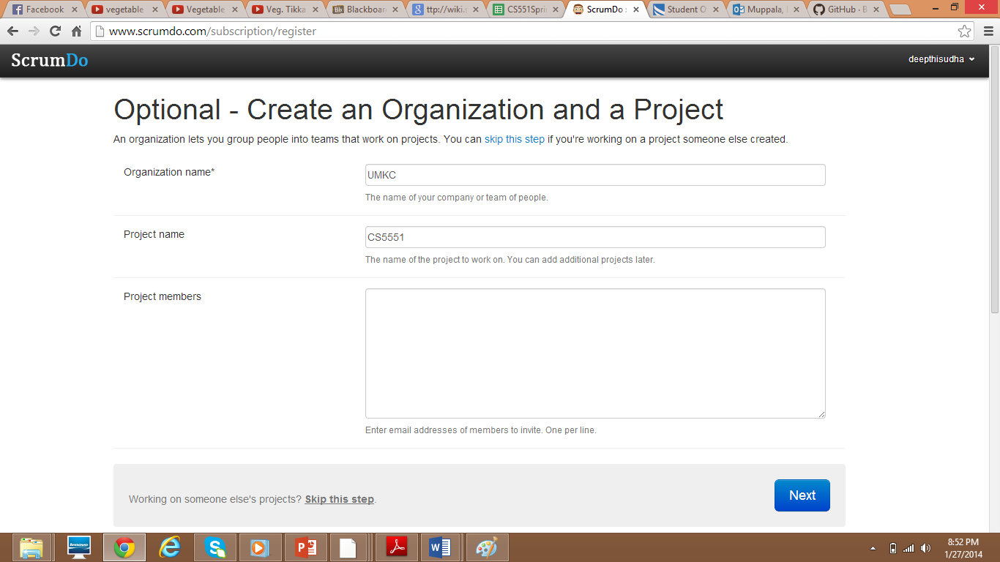 Facebook
vegetable
Vegetable
Veg. Tikka
Blackboar
ttp://wiki.s
CS551Spri
ScrumDo :
Student O
Muppala,
GitHub · B
www.scrumdo.com/subscription/register
ScrumDo
deepthisudha
Optional - Create an Organization and a Project
An organization lets you group people into teams that work on projects. You can skip this step if you're working on a project someone else created.
Organization name*
UMKC
The name of your company or team of people.
Project name
CS5551
The name of the project to work on. You can add additional projects later.
Project members
Enter email addresses of members to invite. One per line.
Working on someone else's projects? Skip this step.
Next
8:52 PM
1/27/2014